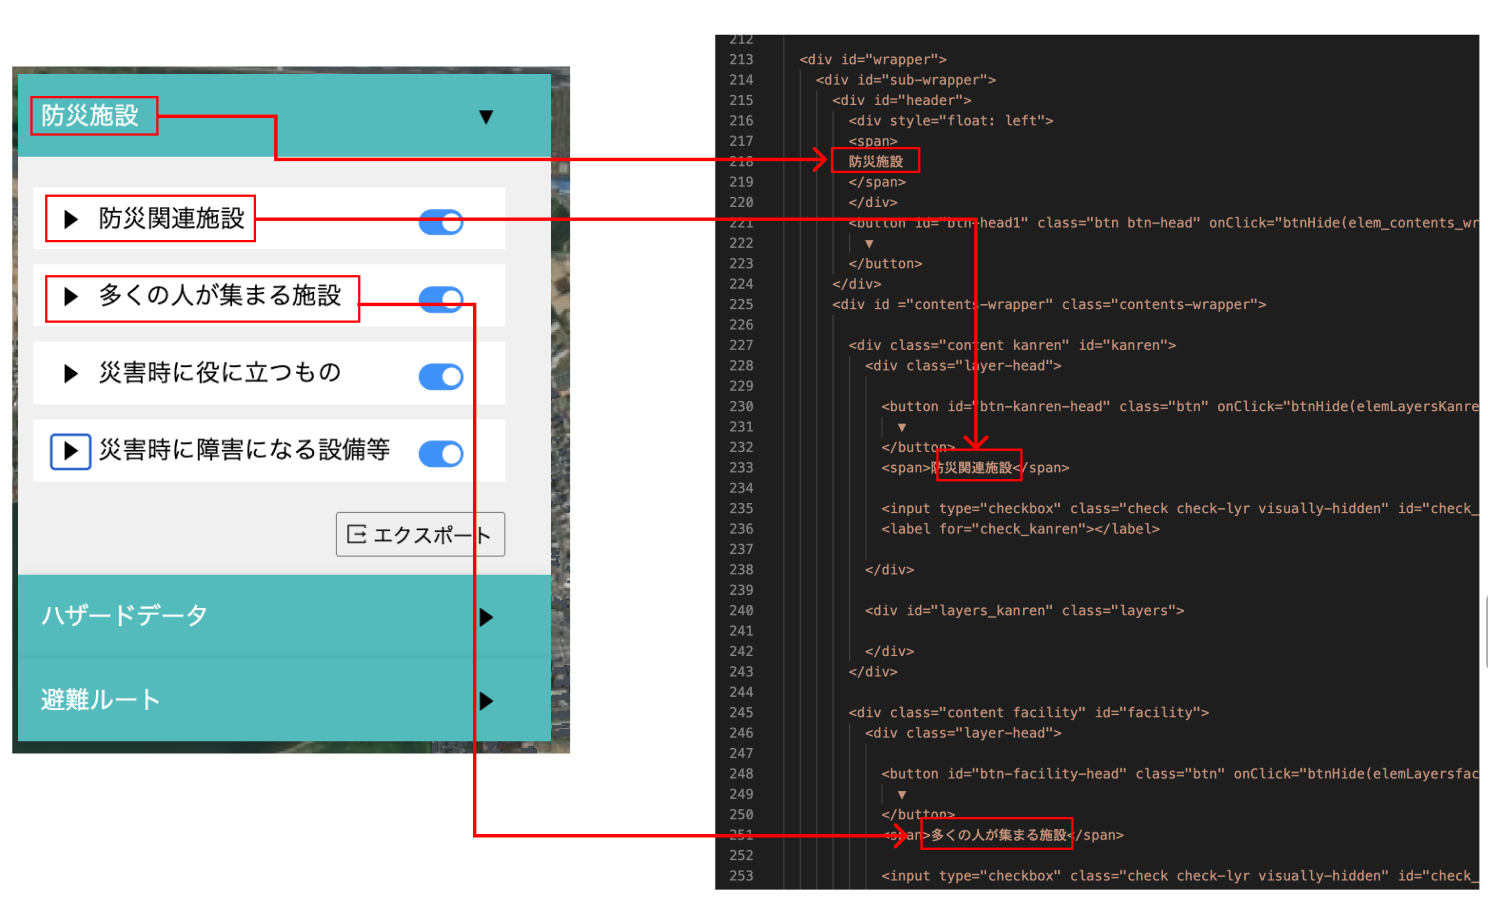 防災施設 ▼
▶ 防災関連施設
▶ 多くの人が集まる施設
▶ 災害時に役に立つもの
▶ 災害時に障害になる設備等
エクスポート
ハザードデータ ▶
避難ルート ▶
212
213 <div id="wrapper">
214 <div id="sub-wrapper">
215 <div id="header">
216 <div style="float: left">
217 <span>
218 防災施設
219 </span>
220 </div>
221 <button id="btn-head1" class="btn btn-head" onClick="btnHide(elem_contents_wr
222 ▼
223 </button>
224 </div>
225 <div id ="contents-wrapper" class="contents-wrapper">
226
227 <div class="content kanren" id="kanren">
228 <div class="layer-head">
229
230 <button id="btn-kanren-head" class="btn" onClick="btnHide(elemLayersKanre
231 ▼
232 </button>
233 <span>防災関連施設</span>
234
235 <input type="checkbox" class="check check-lyr visually-hidden" id="check_
236 <label for="check_kanren"></label>
237
238 </div>
239
240 <div id="layers_kanren" class="layers">
241
242 </div>
243 </div>
244
245 <div class="content facility" id="facility">
246 <div class="layer-head">
247
248 <button id="btn-facility-head" class="btn" onClick="btnHide(elemLayersfac
249 ▼
250 </button>
251 <span>多くの人が集まる施設</span>
252
253 <input type="checkbox" class="check check-lyr visually-hidden" id="check_